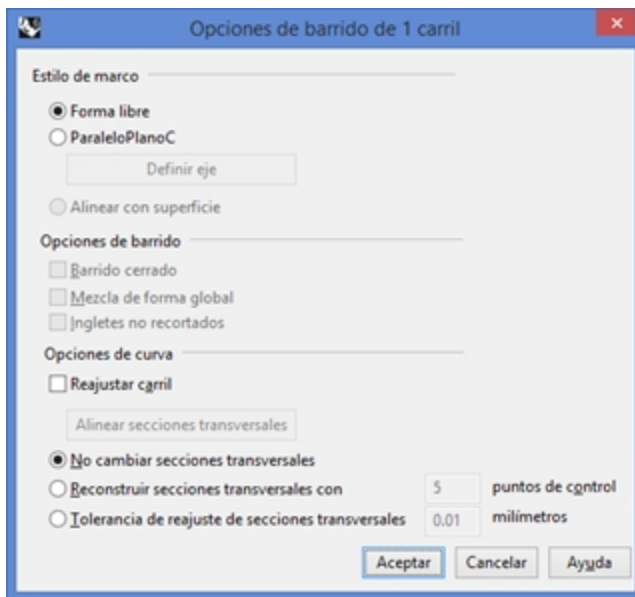 Opciones de barrido de 1 carril
Estilo de marco
Forma libre
ParaleloPlanoC
Definir eje
Alinear con superficie
Opciones de barrido
Barrido cerrado
Mezcla de forma global
Ingletes no recortados
Opciones de curva
Reajustar carril
Alinear secciones transversales
No cambiar secciones transversales
Reconstruir secciones transversales con 5 puntos de control
Tolerancia de reajuste de secciones transversales 0.01 milímetros
Aceptar Cancelar Ayuda